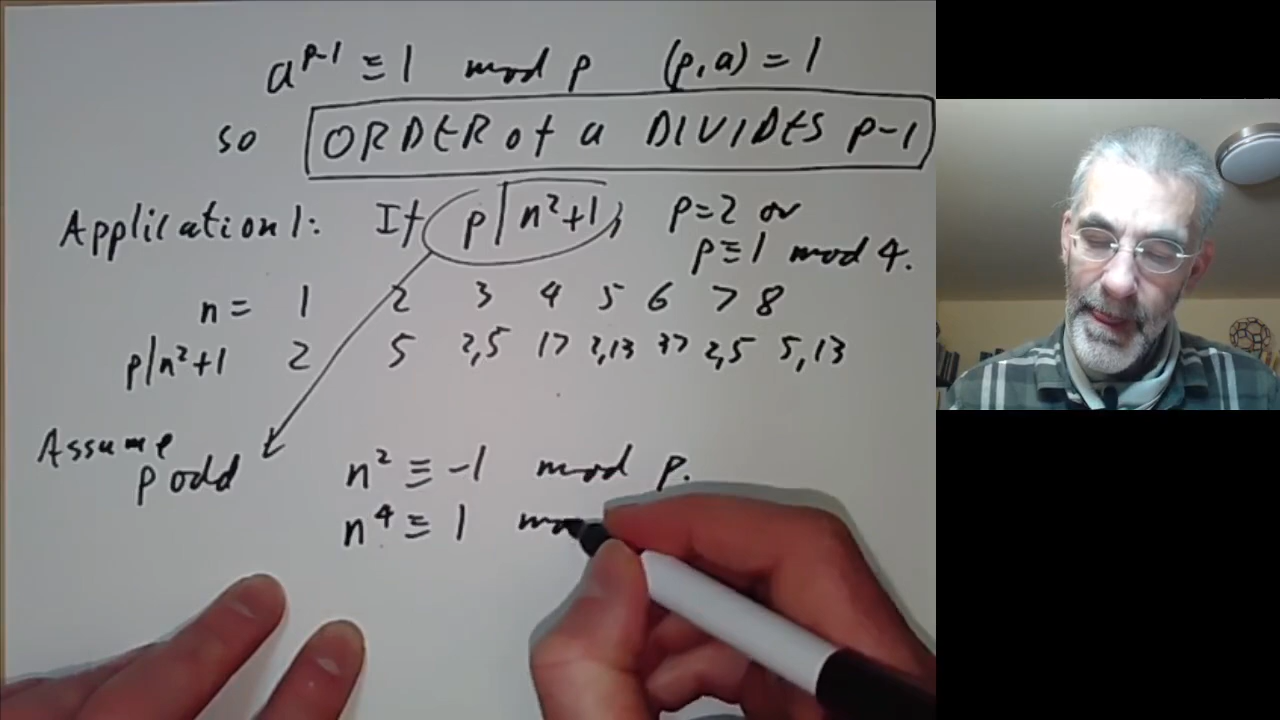 a^{p-1} ≡ 1 mod p (p,a) = 1
so ORDER of a DIVIDES p-1
Application 1: If p|n²+1, p=2 or
p≡1 mod 4.
n = 1 2 3 4 5 6 7 8
p|n²+1 2 5 2,5 17 2,13 37 2,5 5,13
Assume
p odd
n² ≡ -1 mod p.
n⁴ ≡ 1